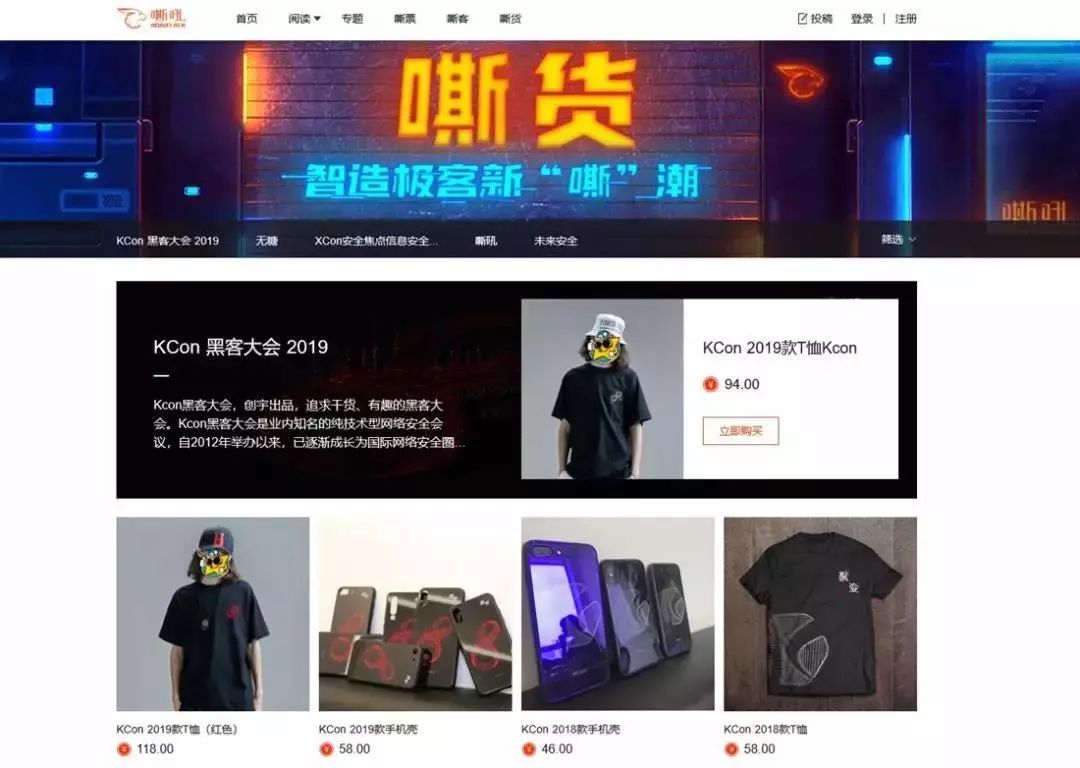 嘶吼
首页 阅读 专题 嘶票 嘶客 嘶货 投稿 登录 | 注册
嘶货
智造极客新“嘶”潮
嘶吼
KCon 黑客大会 2019 无糖 XCon安全焦点信息安全... 嘶吼 未来安全 筛选
KCon 黑客大会 2019
Kcon黑客大会，创宇出品，追求干货、有趣的黑客大
会。Kcon黑客大会是业内知名的纯技术型网络安全会
议，自2012年举办以来，已逐渐成长为国际网络安全圈...
KCon 2019款T恤Kcon
¥ 94.00
立即购买
聚变
KCon 2019款T恤（红色）
¥ 118.00
KCon 2019款手机壳
¥ 58.00
KCon 2018款手机壳
¥ 46.00
KCon 2018款T恤
¥ 58.00